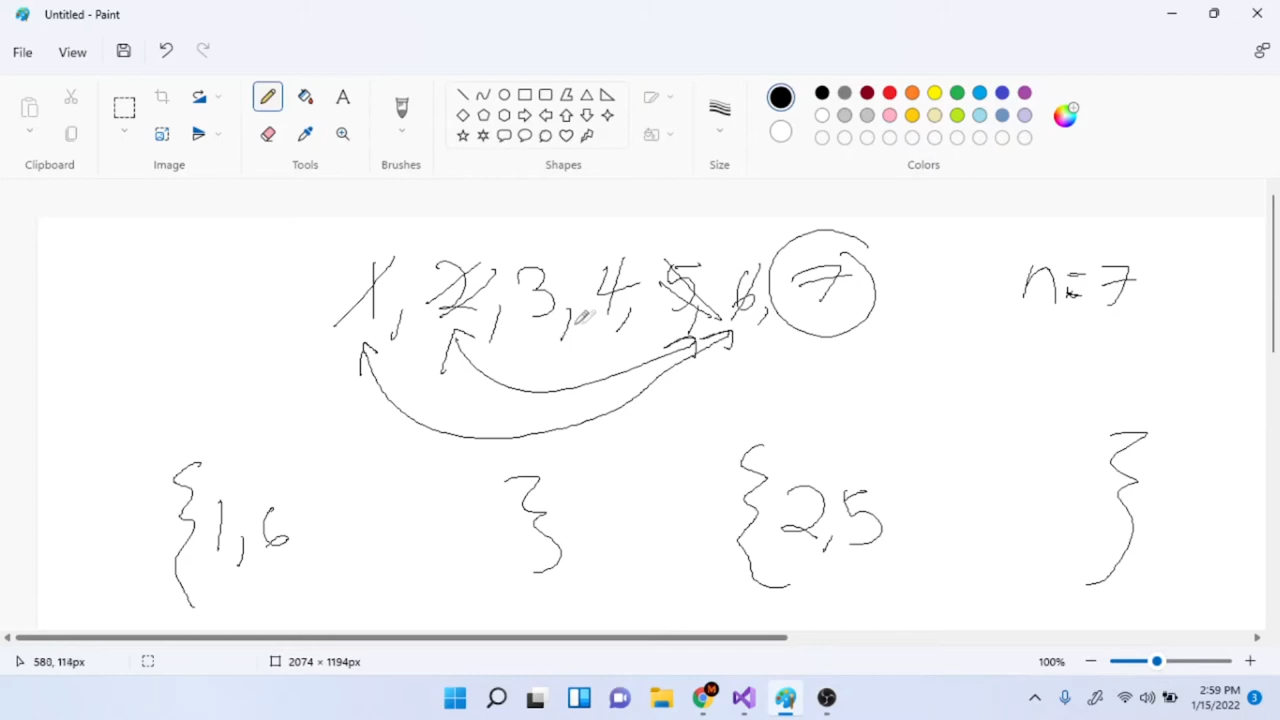 Untitled - Paint
File View
Clipboard Image Tools Brushes Shapes Size Colors
1, 2, 3, 4, 5, 6, 7 n = 7
{1,6 } {2,5 }
580, 114px 2074 × 1194px 100%
2:59 PM
1/15/2022
3